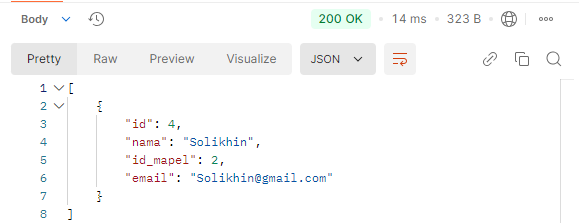 Body 200 OK 14 ms 323 B
Pretty Raw Preview Visualize JSON
1 [
2 {
3 "id": 4,
4 "nama": "Solikhin",
5 "id_mapel": 2,
6 "email": "Solikhin@gmail.com"
7 }
8 ]